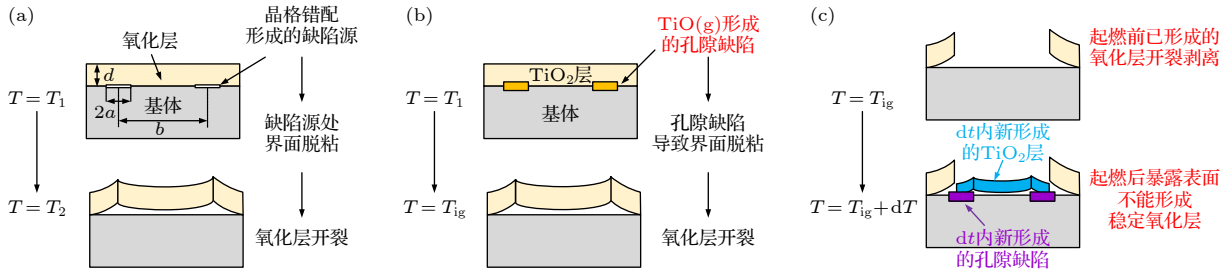 (a)
晶格错配
形成的缺陷源
氧化层
d
2a
基体
b
T = T1
缺陷源处
界面脱粘
T = T2
氧化层开裂
(b)
TiO(g)形成
的孔隙缺陷
TiO2层
基体
T = T1
孔隙缺陷
导致界面脱粘
T = Tig
氧化层开裂
(c)
起燃前已形成的
氧化层开裂剥离
T = Tig
dt内新形成
的TiO2层
起燃后暴露表面
不能形成
稳定氧化层
T = Tig+dT
dt内新形成
的孔隙缺陷